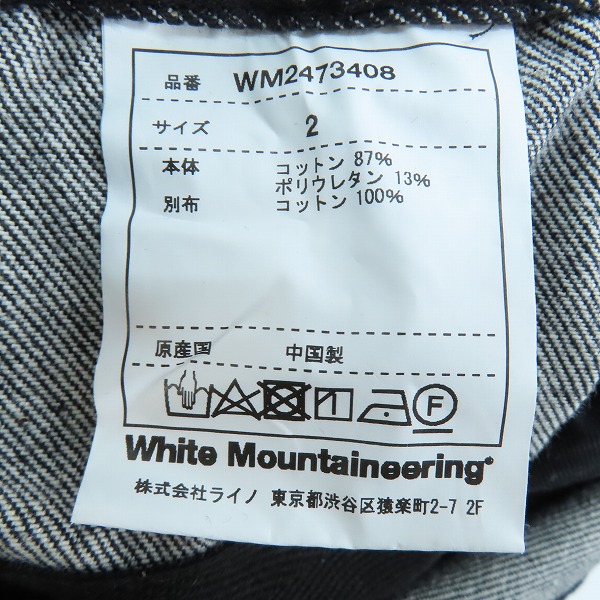 品番 WM2473408
サイズ 2
本体 コットン 87%
ポリウレタン 13%
別布 コットン 100%
原産国 中国製
F
White Mountaineering®
株式会社ライノ 東京都渋谷区猿楽町2-7 2F